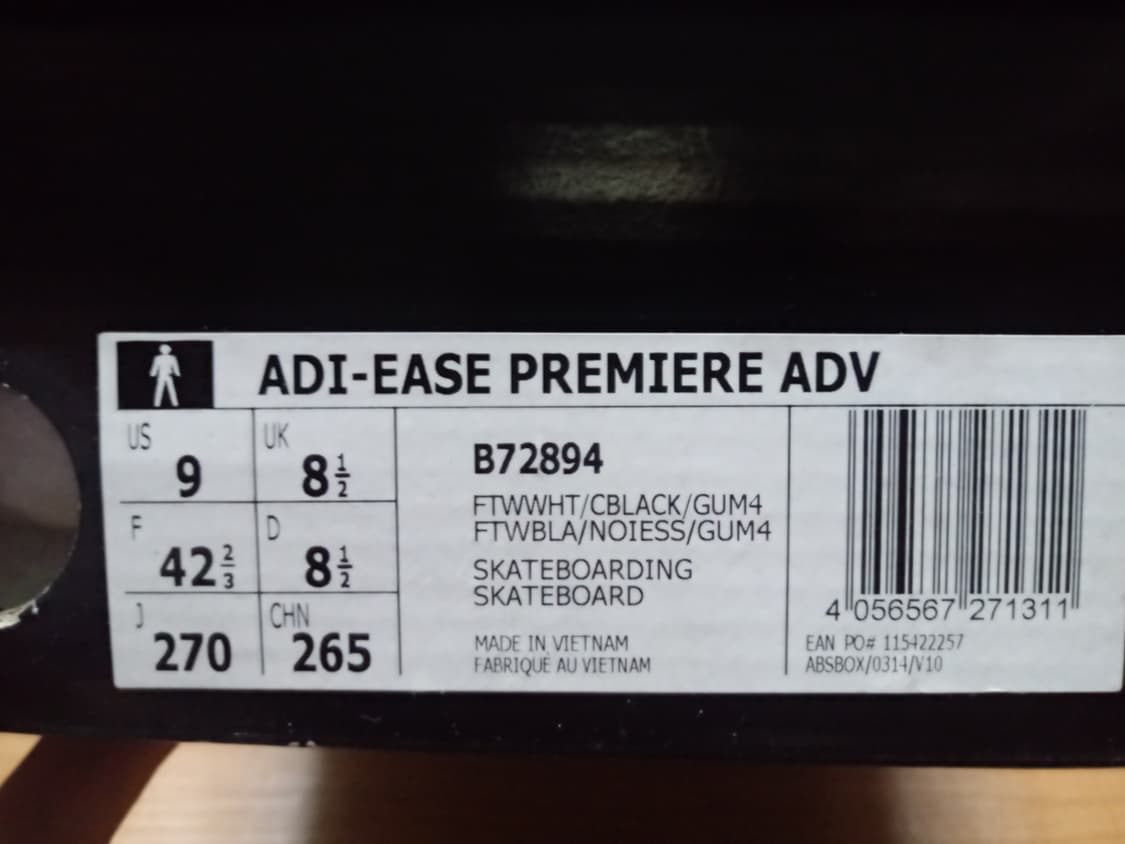 ADI-EASE PREMIERE ADV
US
9
UK
8½
F
42⅔
D
8½
J
270
CHN
265
B72894
FTWWHT/CBLACK/GUM4
FTWBLA/NOIESS/GUM4
SKATEBOARDING
SKATEBOARD
MADE IN VIETNAM
FABRIQUÉ AU VIETNAM
4 056567 271311
EAN PO# 115422257
ABSBOX/0314/V10